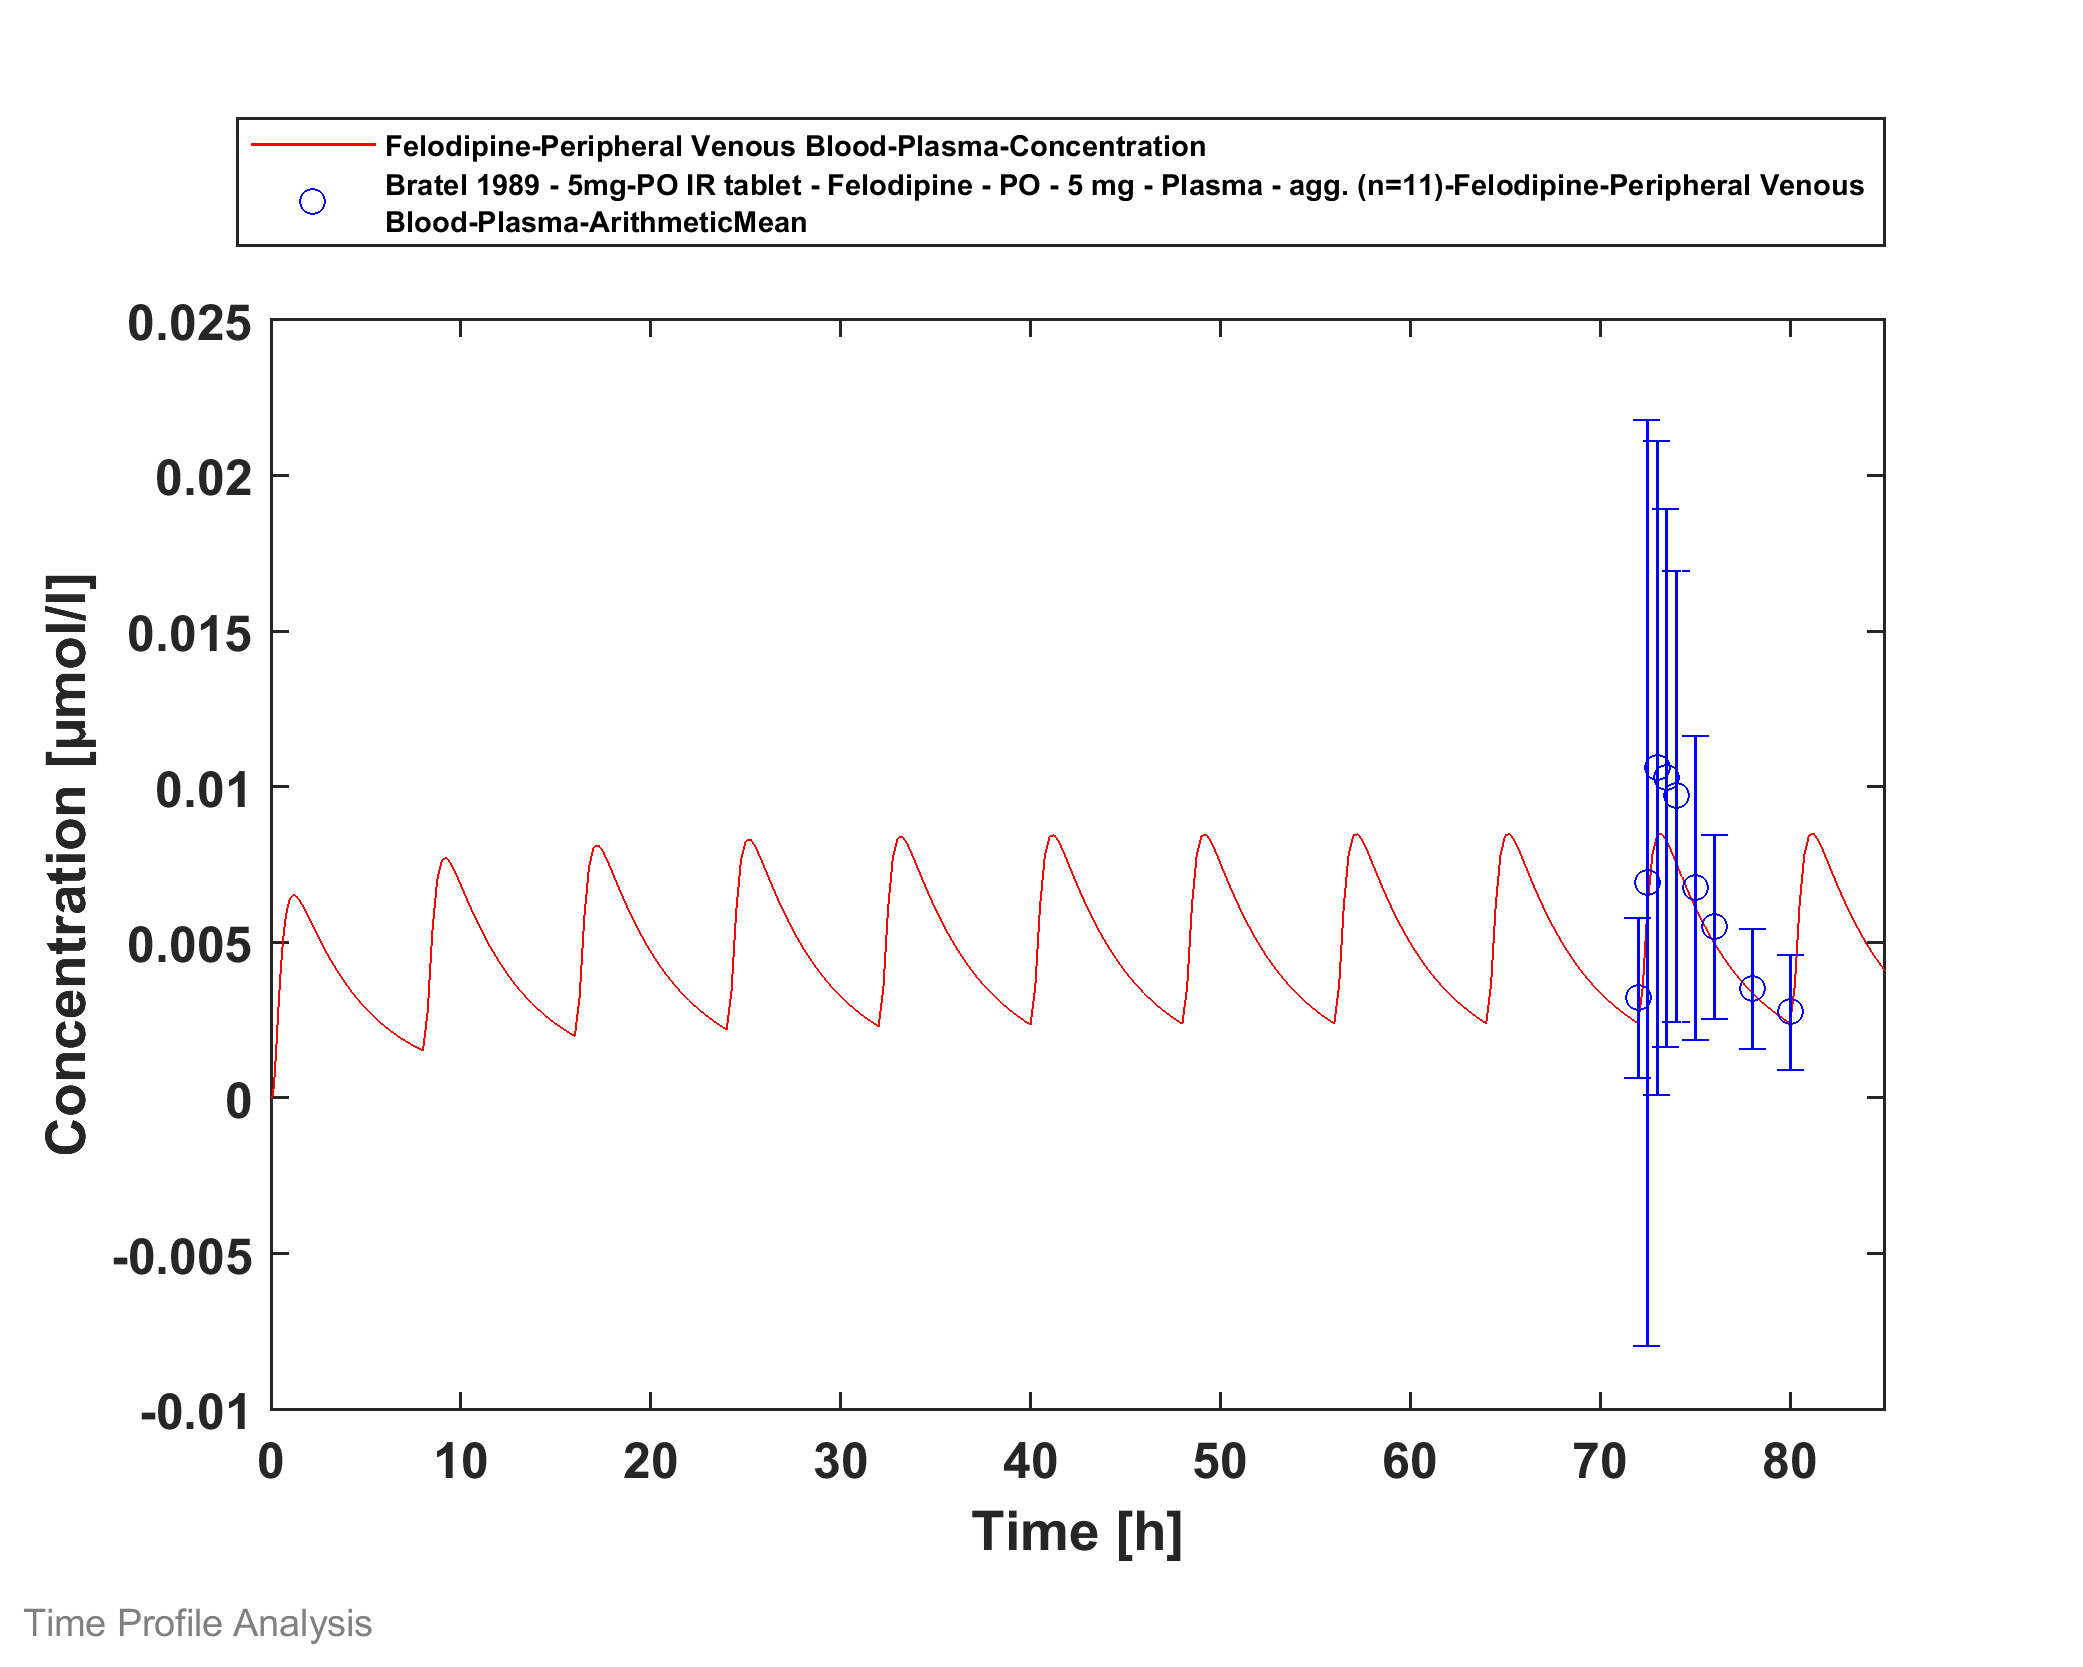 Felodipine-Peripheral Venous Blood-Plasma-Concentration
Bratel 1989 - 5mg-PO IR tablet - Felodipine - PO - 5 mg - Plasma - agg. (n=11)-Felodipine-Peripheral Venous
Blood-Plasma-ArithmeticMean
0.025
0.02
0.015
0.01
0.005
0
-0.005
-0.01
Concentration [µmol/l]
0 10 20 30 40 50 60 70 80
Time [h]
Time Profile Analysis